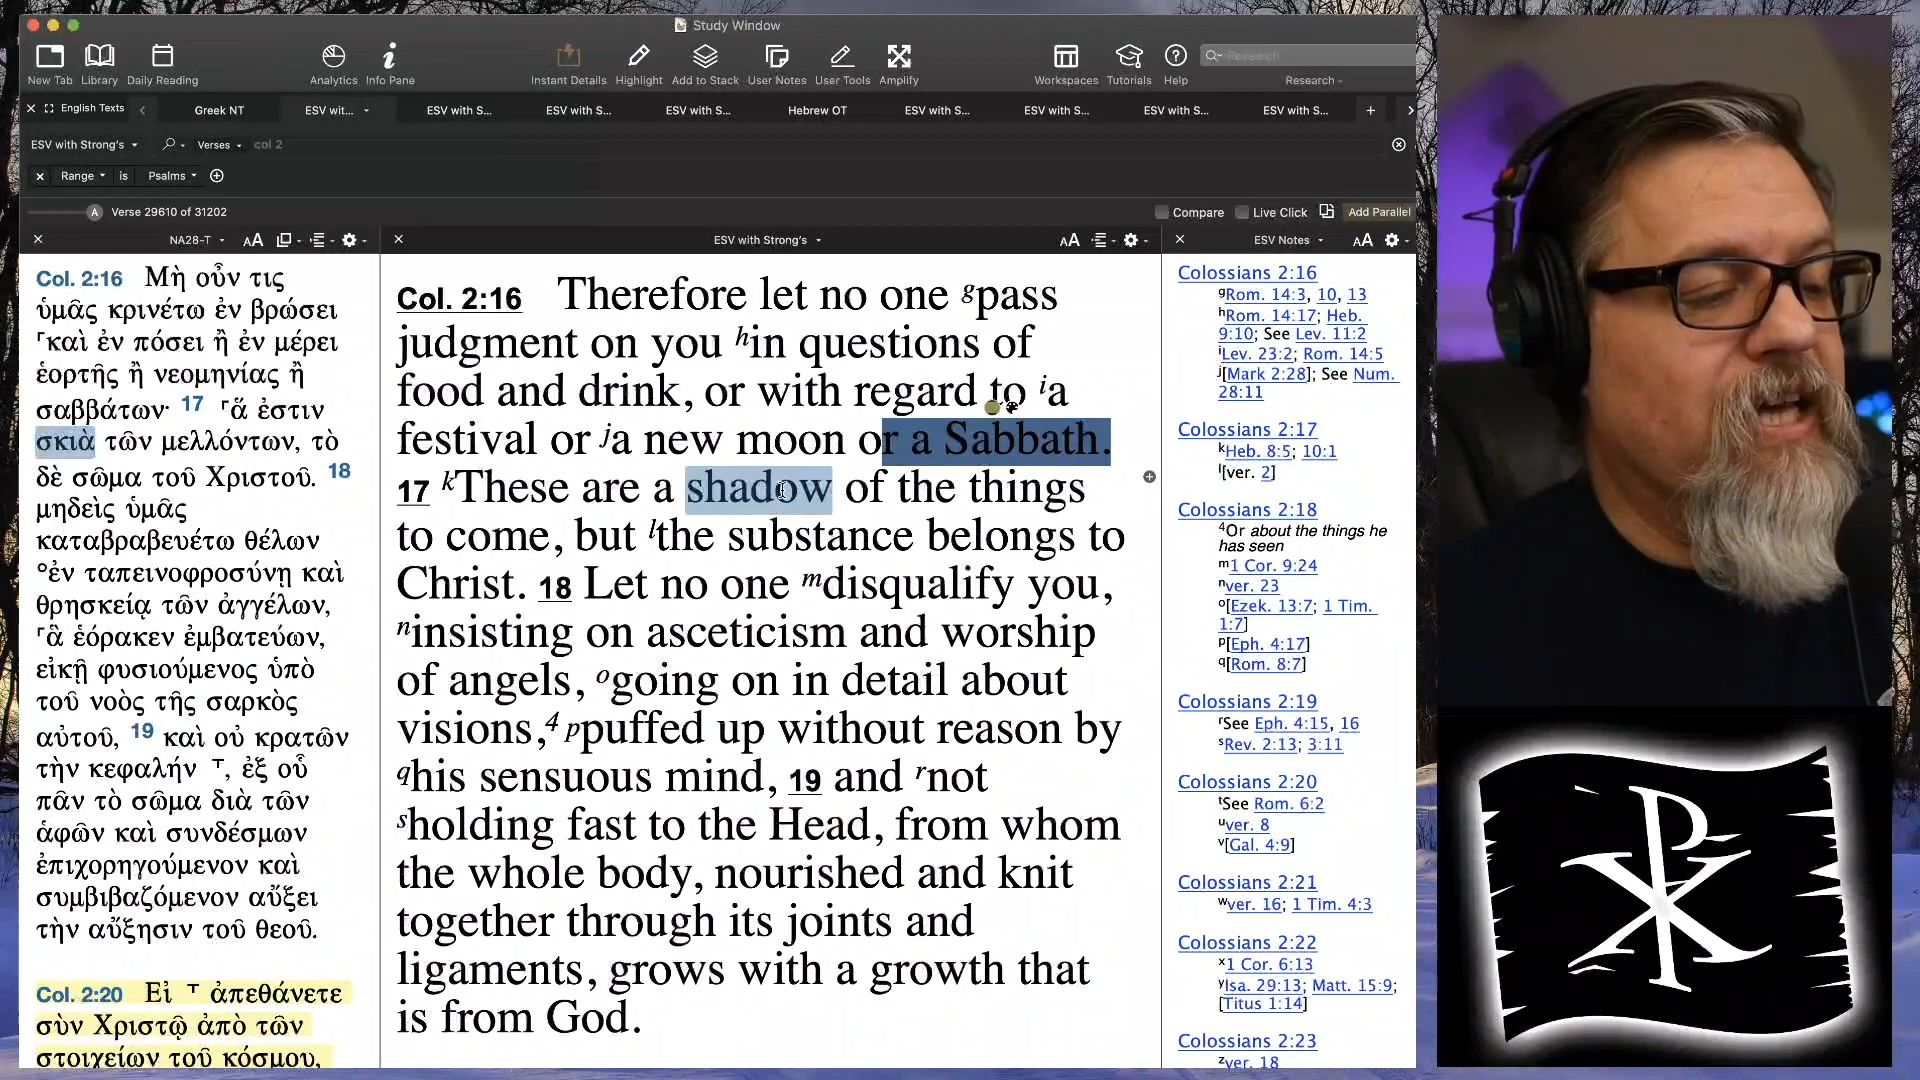 Study Window
New Tab Library Daily Reading Analytics Info Pane Instant Details Highlight Add to Stack User Notes User Tools Amplify Workspaces Tutorials Help Research
Research
English Texts Greek NT ESV wit... ESV with S... ESV with S... ESV with S... Hebrew OT ESV with S... ESV with S... ESV with S... ESV with S...
ESV with Strong's Verses col 2
Range is Psalms
A Verse 29610 of 31202 Compare Live Click Add Parallel
NA28-T ESV with Strong's ESV Notes
Col. 2:16 Μὴ οὖν τις
ὑμᾶς κρινέτω ἐν βρώσει
⸀καὶ ἐν πόσει ἢ ἐν μέρει
ἑορτῆς ἢ νεομηνίας ἢ
σαββάτων· 17 ⸀ἅ ἐστιν
σκιὰ τῶν μελλόντων, τὸ
δὲ σῶμα τοῦ Χριστοῦ. 18
μηδεὶς ὑμᾶς
καταβραβευέτω θέλων
°ἐν ταπεινοφροσύνῃ καὶ
θρησκείᾳ τῶν ἀγγέλων,
⸀ἃ ἑόρακεν ἐμβατεύων,
εἰκῇ φυσιούμενος ὑπὸ
τοῦ νοὸς τῆς σαρκὸς
αὐτοῦ, 19 καὶ οὐ κρατῶν
τὴν κεφαλήν ⸆, ἐξ οὗ
πᾶν τὸ σῶμα διὰ τῶν
ἁφῶν καὶ συνδέσμων
ἐπιχορηγούμενον καὶ
συμβιβαζόμενον αὔξει
τὴν αὔξησιν τοῦ θεοῦ.
Col. 2:20 Εἰ ⸆ ἀπεθάνετε
σὺν Χριστῷ ἀπὸ τῶν
στοιχείων τοῦ κόσμου,
Col. 2:16 Therefore let no one gpass
judgment on you hin questions of
food and drink, or with regard to ia
festival or ja new moon or a Sabbath.
17 kThese are a shadow of the things
to come, but lthe substance belongs to
Christ. 18 Let no one mdisqualify you,
ninsisting on asceticism and worship
of angels, ogoing on in detail about
visions,4 ppuffed up without reason by
qhis sensuous mind, 19 and rnot
sholding fast to the Head, from whom
the whole body, nourished and knit
together through its joints and
ligaments, grows with a growth that
is from God.
Colossians 2:16
gRom. 14:3, 10, 13
hRom. 14:17; Heb.
9:10; See Lev. 11:2
iLev. 23:2; Rom. 14:5
j[Mark 2:28]; See Num.
28:11
Colossians 2:17
kHeb. 8:5; 10:1
l[ver. 2]
Colossians 2:18
4Or about the things he
has seen
m1 Cor. 9:24
nver. 23
o[Ezek. 13:7; 1 Tim.
1:7]
p[Eph. 4:17]
q[Rom. 8:7]
Colossians 2:19
rSee Eph. 4:15, 16
sRev. 2:13; 3:11
Colossians 2:20
tSee Rom. 6:2
uver. 8
v[Gal. 4:9]
Colossians 2:21
wver. 16; 1 Tim. 4:3
Colossians 2:22
x1 Cor. 6:13
yIsa. 29:13; Matt. 15:9;
[Titus 1:14]
Colossians 2:23
zver. 18